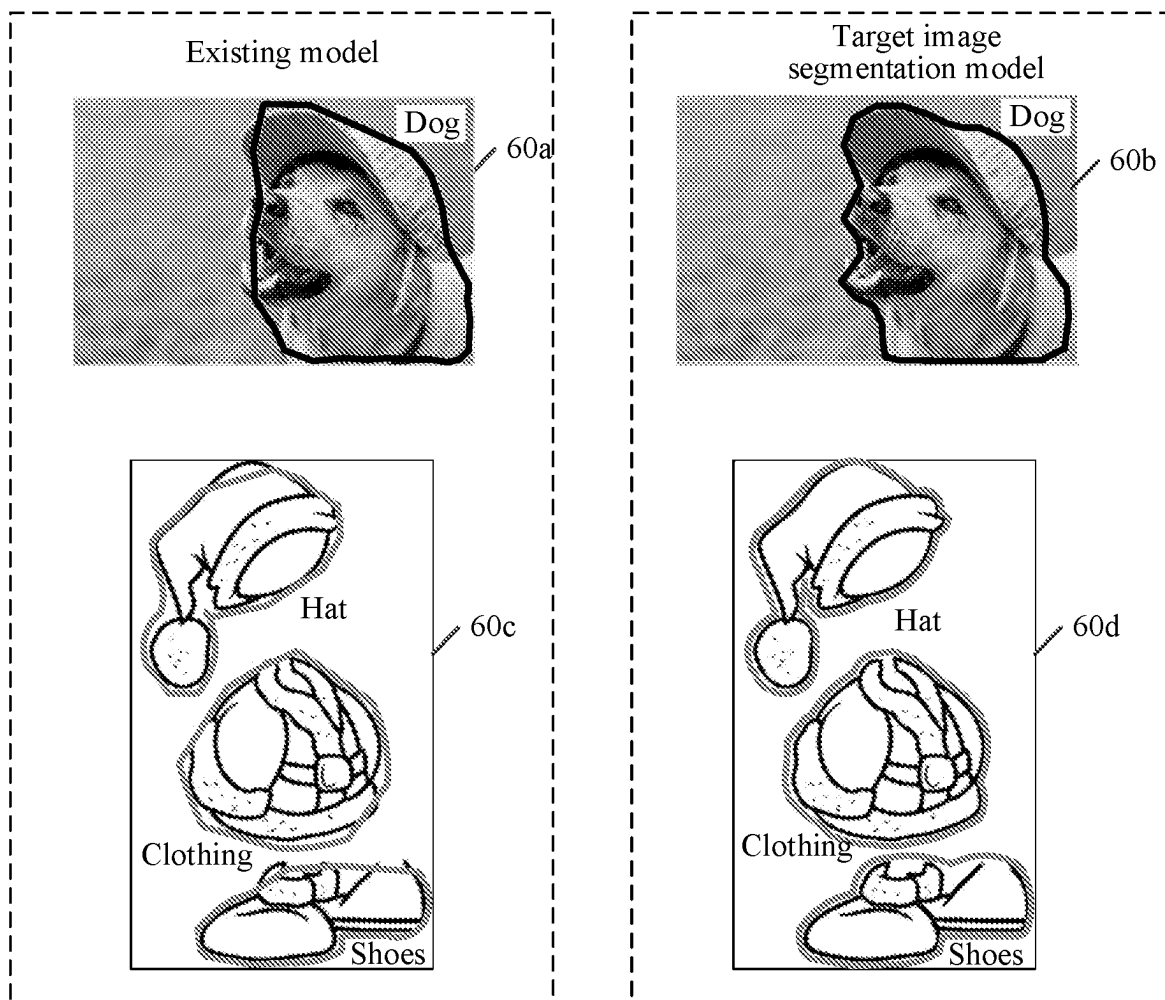 Existing model
Dog
60a
Hat
60c
Clothing
Shoes
Target image
segmentation model
Dog
60b
Hat
60d
Clothing
Shoes